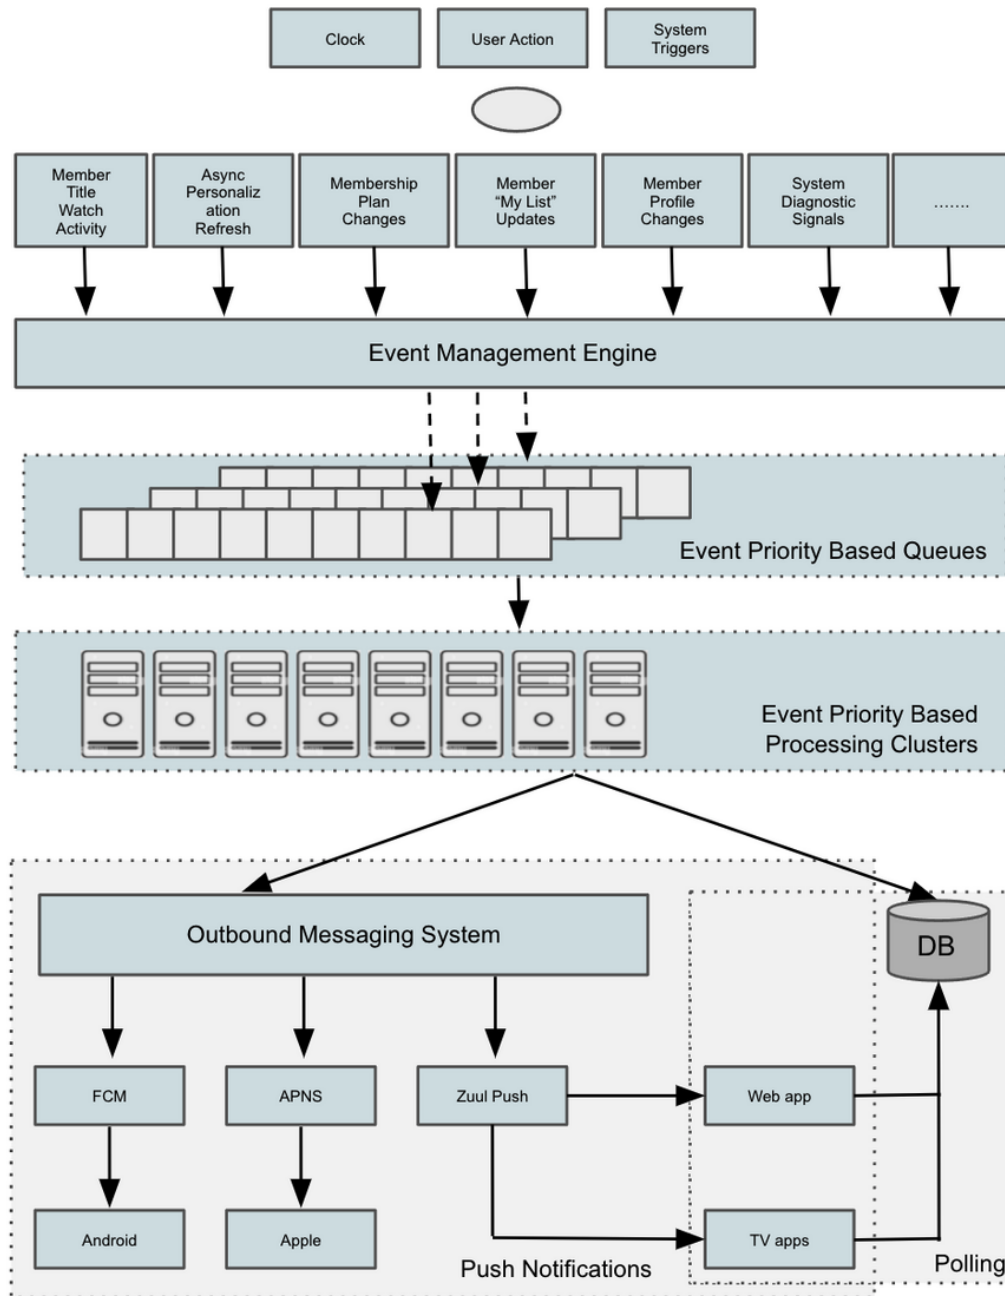 Clock
User Action
System
Triggers
Member
Title
Watch
Activity
Async
Personaliz
ation
Refresh
Membership
Plan
Changes
Member
“My List”
Updates
Member
Profile
Changes
System
Diagnostic
Signals
.......
Event Management Engine
Event Priority Based Queues
Event Priority Based
Processing Clusters
Outbound Messaging System
DB
FCM
APNS
Zuul Push
Web app
Android
Apple
TV apps
Push Notifications
Polling